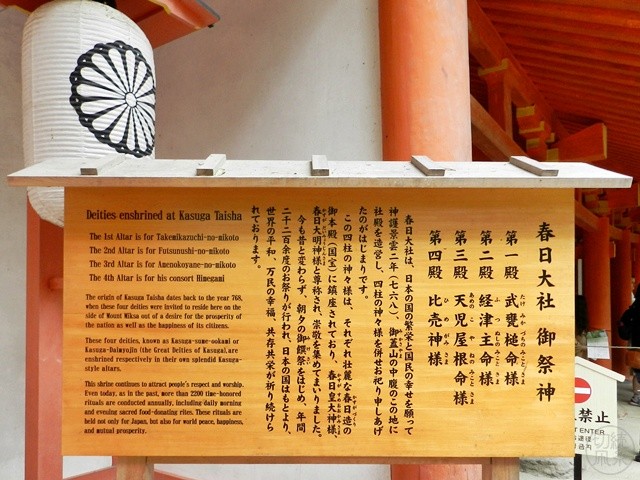 Deities enshrined at Kasuga Taisha
The 1st Altar is for Takemikazuchi-no-mikoto
The 2nd Altar is for Futsunushi-no-mikoto
The 3rd Altar is for Amenokoyane-no-mikoto
The 4th Altar is for his consort Himegami
The origin of Kasuga Taisha dates back to the year 768,
when these four deities were invited to reside here on the
side of Mount Mikasa out of a desire for the prosperity of
the nation as well as the happiness of its citizens.
These four deities, known as Kasuga-sume-ookami or
Kasuga-Daimyojin (the Great Deities of Kasuga), are
enshrined respectively in their own splendid Kasuga-
style altars.
This shrine continues to attract people's respect and worship.
Even today, as in the past, more than 2200 time-honored
rituals are conducted annually, including daily morning
and evening sacred food-donating rites. These rituals are
held not only for Japan, but also for world peace, happiness,
and mutual prosperity.
春日大社 御祭神
第一殿 武甕槌命様
第二殿 経津主命様
第三殿 天児屋根命様
第四殿 比売神様
春日大社は、日本の国の繁栄と国民の幸せを願って
神護景雲二年(七六八)、御蓋山の中腹のこの地に
社殿を造営し、四柱の神々様を併せお祀り申しあげ
たのがはじまりです。
この四柱の神々様は、それぞれ壮麗な春日造の
御本殿(国宝)に鎮座されており、春日皇大神様、
春日大明神様と尊称され、崇敬を集めてまいりました。
今も昔と変わらず、朝夕の御饌祭をはじめ、年間
二千二百余度のお祭りが行われ、日本の国はもとより、
世界の平和、万民の幸福、共存共栄が祈り続けら
れております。
禁止
ENTER